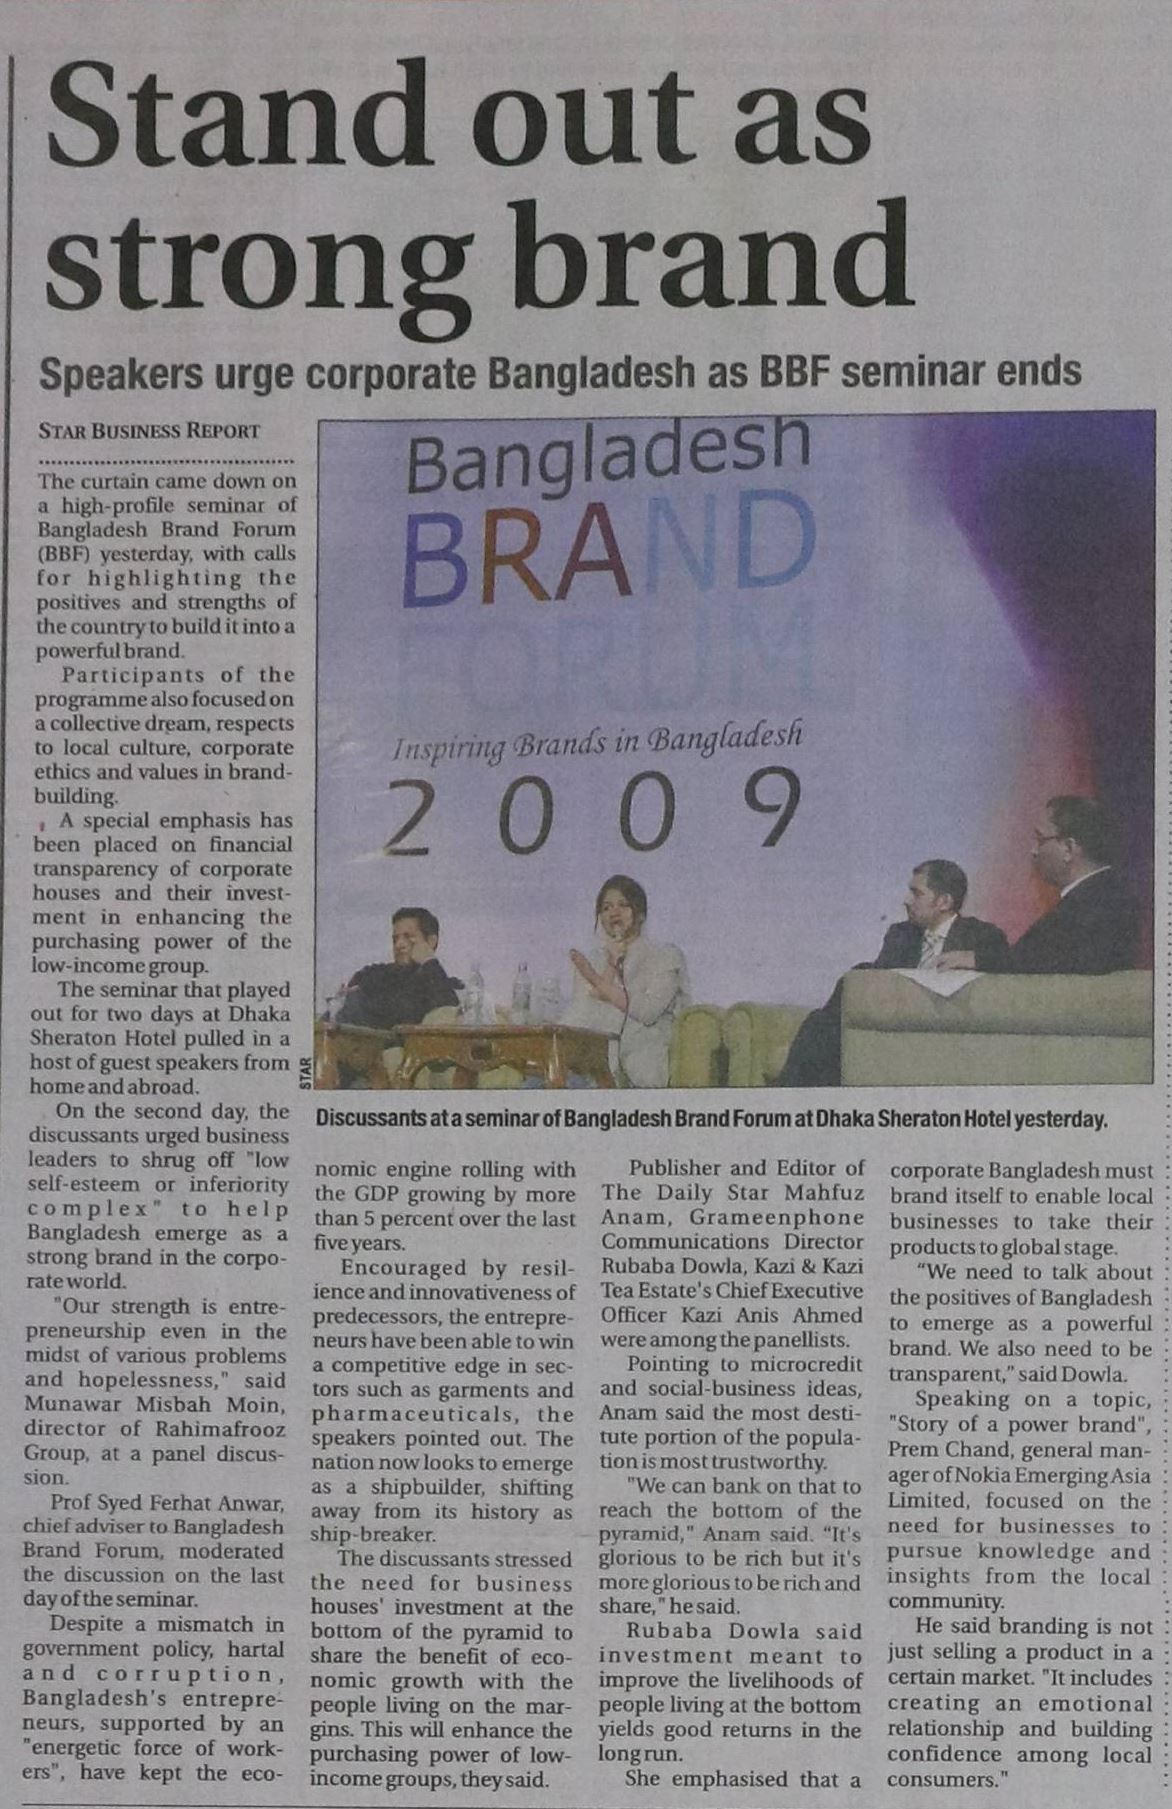 Stand out as
strong brand
Speakers urge corporate Bangladesh as BBF seminar ends
STAR BUSINESS REPORT
The curtain came down on
a high-profile seminar of
Bangladesh Brand Forum
(BBF) yesterday, with calls
for highlighting the
positives and strengths of
the country to build it into a
powerful brand.
Participants of the
programme also focused on
a collective dream, respects
to local culture, corporate
ethics and values in brand-
building.
A special emphasis has
been placed on financial
transparency of corporate
houses and their invest-
ment in enhancing the
purchasing power of the
low-income group.
The seminar that played
out for two days at Dhaka
Sheraton Hotel pulled in a
host of guest speakers from
home and abroad.
On the second day, the
discussants urged business
leaders to shrug off "low
self-esteem or inferiority
complex" to help
Bangladesh emerge as a
strong brand in the corpo-
rate world.
"Our strength is entre-
preneurship even in the
midst of various problems
and hopelessness," said
Munawar Misbah Moin,
director of Rahimafrooz
Group, at a panel discus-
sion.
Prof Syed Ferhat Anwar,
chief adviser to Bangladesh
Brand Forum, moderated
the discussion on the last
day of the seminar.
Despite a mismatch in
government policy, hartal
and corruption,
Bangladesh's entrepre-
neurs, supported by an
"energetic force of work-
ers", have kept the eco-
Bangladesh
BRAND
FORUM
Inspiring Brands in Bangladesh
2009
STAR
Discussants at a seminar of Bangladesh Brand Forum at Dhaka Sheraton Hotel yesterday.
nomic engine rolling with
the GDP growing by more
than 5 percent over the last
five years.
Encouraged by resil-
ience and innovativeness of
predecessors, the entrepre-
neurs have been able to win
a competitive edge in sec-
tors such as garments and
pharmaceuticals, the
speakers pointed out. The
nation now looks to emerge
as a shipbuilder, shifting
away from its history as
ship-breaker.
The discussants stressed
the need for business
houses' investment at the
bottom of the pyramid to
share the benefit of eco-
nomic growth with the
people living on the mar-
gins. This will enhance the
purchasing power of low-
income groups, they said.
Publisher and Editor of
The Daily Star Mahfuz
Anam, Grameenphone
Communications Director
Rubaba Dowla, Kazi & Kazi
Tea Estate's Chief Executive
Officer Kazi Anis Ahmed
were among the panellists.
Pointing to microcredit
and social-business ideas,
Anam said the most desti-
tute portion of the popula-
tion is most trustworthy.
"We can bank on that to
reach the bottom of the
pyramid," Anam said. "It's
glorious to be rich but it's
more glorious to be rich and
share," he said.
Rubaba Dowla said
investment meant to
improve the livelihoods of
people living at the bottom
yields good returns in the
long run.
She emphasised that a
corporate Bangladesh must
brand itself to enable local
businesses to take their
products to global stage.
"We need to talk about
the positives of Bangladesh
to emerge as a powerful
brand. We also need to be
transparent," said Dowla.
Speaking on a topic,
"Story of a power brand",
Prem Chand, general man-
ager of Nokia Emerging Asia
Limited, focused on the
need for businesses to
pursue knowledge and
insights from the local
community.
He said branding is not
just selling a product in a
certain market. "It includes
creating an emotional
relationship and building
confidence among local
consumers."